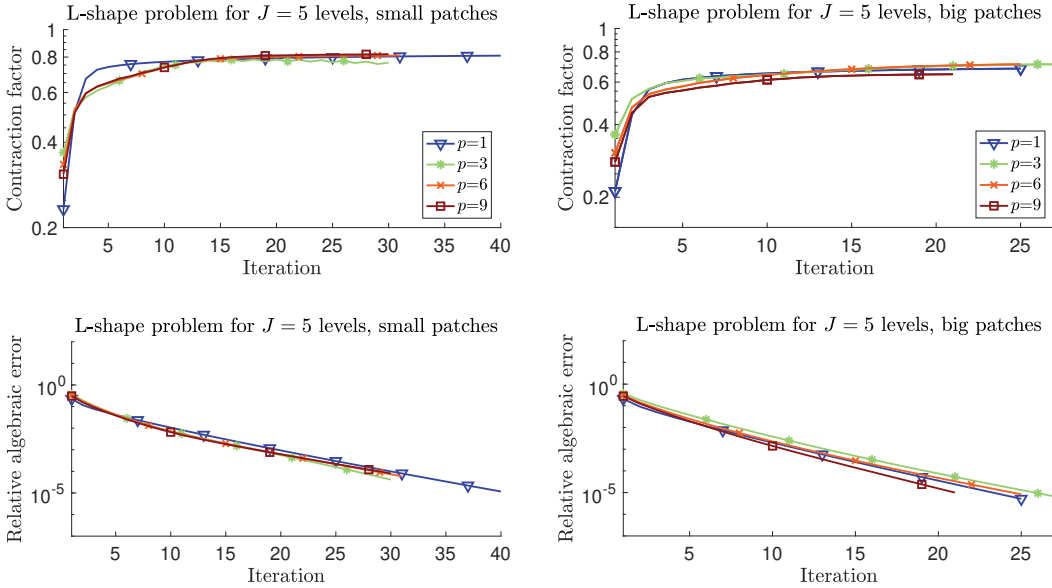 L-shape problem for J = 5 levels, small patches
Contraction factor
1
0.8
0.6
0.4
0.2
5 10 15 20 25 30 35 40
Iteration
p=1
p=3
p=6
p=9
L-shape problem for J = 5 levels, big patches
Contraction factor
1
0.8
0.6
0.4
0.2
5 10 15 20 25
Iteration
p=1
p=3
p=6
p=9
L-shape problem for J = 5 levels, small patches
Relative algebraic error
10^0
10^-5
5 10 15 20 25 30 35 40
Iteration
L-shape problem for J = 5 levels, big patches
Relative algebraic error
10^0
10^-5
5 10 15 20 25
Iteration